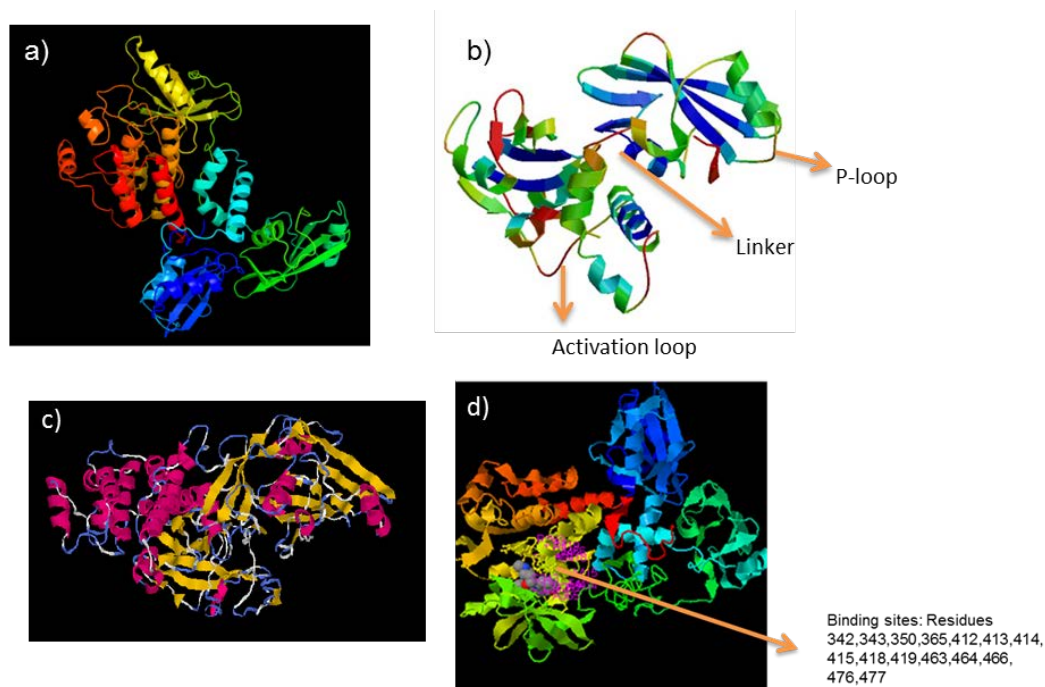 a)
b)
P-loop
Linker
Activation loop
c)
d)
Binding sites: Residues
342,343,350,365,412,413,414,
415,418,419,463,464,466,
476,477